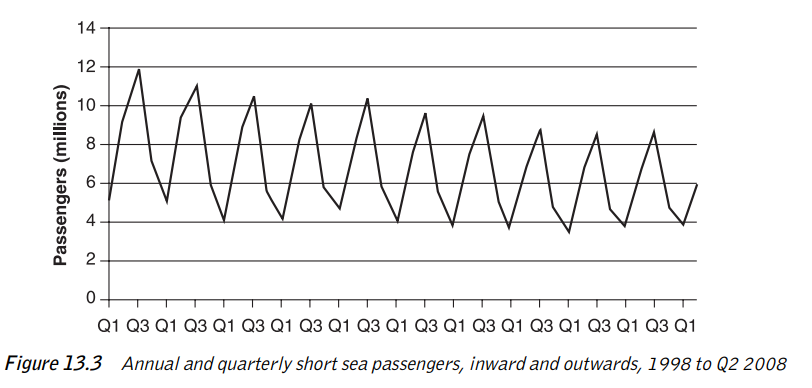 14
12
10
8
6
4
2
0
Passengers (millions)
Q1 Q3 Q1 Q3 Q1 Q3 Q1 Q3 Q1 Q3 Q1 Q3 Q1 Q3 Q1 Q3 Q1 Q3 Q1 Q3 Q1
Figure 13.3 Annual and quarterly short sea passengers, inward and outwards, 1998 to Q2 2008